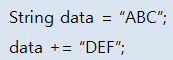 String data = “ABC”;
data += “DEF”;